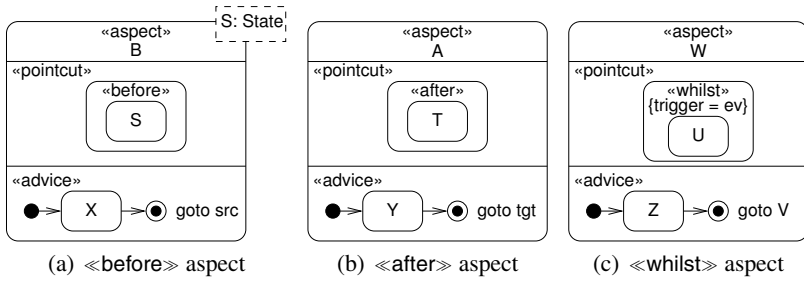 S: State
«aspect»
B
«pointcut»
«before»
S
«advice»
X
goto src
(a) ≪before≫ aspect
«aspect»
A
«pointcut»
«after»
T
«advice»
Y
goto tgt
(b) ≪after≫ aspect
«aspect»
W
«pointcut»
«whilst»
{trigger = ev}
U
«advice»
Z
goto V
(c) ≪whilst≫ aspect